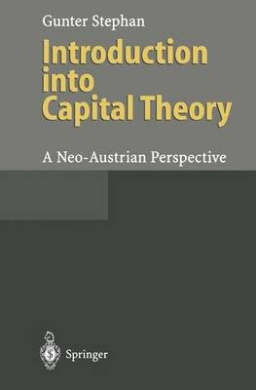 Gunter Stephan
Introduction
into
Capital Theory
A Neo-Austrian Perspective
Springer